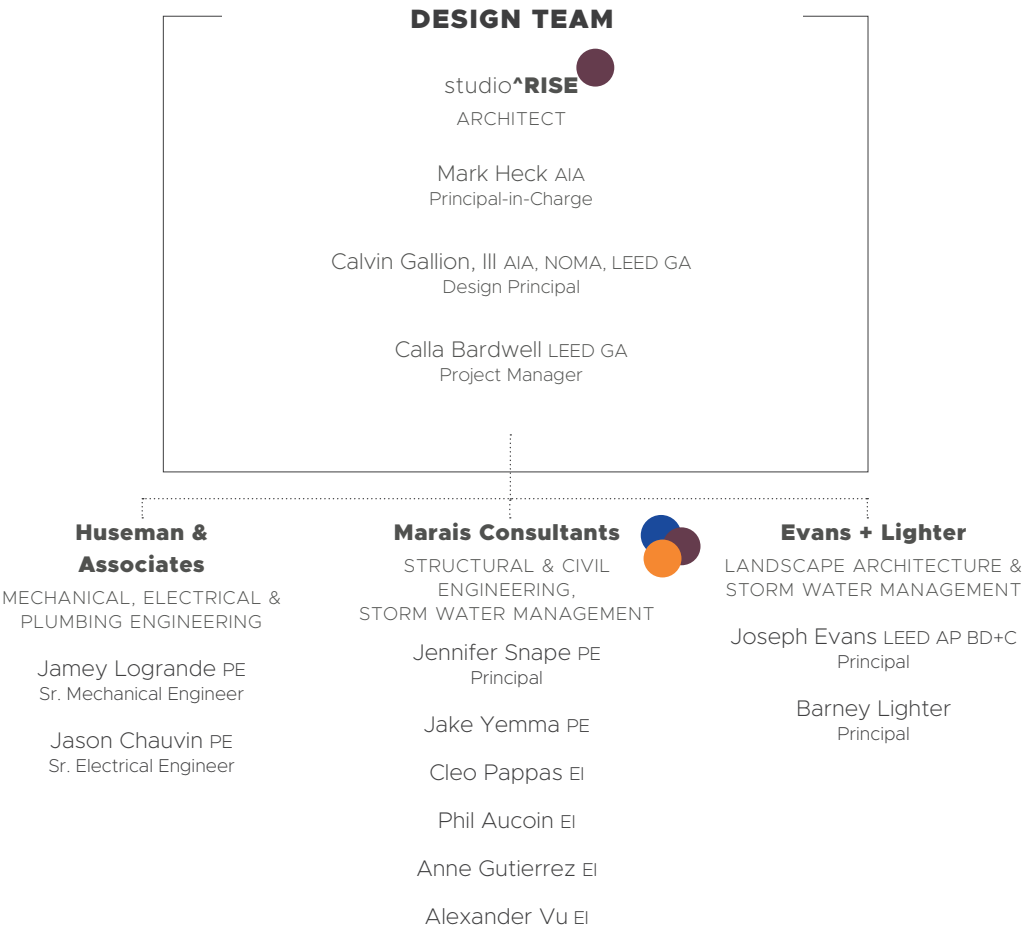 DESIGN TEAM
studio^RISE
ARCHITECT
Mark Heck AIA
Principal-in-Charge
Calvin Gallion, III AIA, NOMA, LEED GA
Design Principal
Calla Bardwell LEED GA
Project Manager
Huseman &
Associates
MECHANICAL, ELECTRICAL &
PLUMBING ENGINEERING
Jamey Logrande PE
Sr. Mechanical Engineer
Jason Chauvin PE
Sr. Electrical Engineer
Marais Consultants
STRUCTURAL & CIVIL
ENGINEERING,
STORM WATER MANAGEMENT
Jennifer Snape PE
Principal
Jake Yemma PE
Cleo Pappas EI
Phil Aucoin EI
Anne Gutierrez EI
Alexander Vu EI
Evans + Lighter
LANDSCAPE ARCHITECTURE &
STORM WATER MANAGEMENT
Joseph Evans LEED AP BD+C
Principal
Barney Lighter
Principal